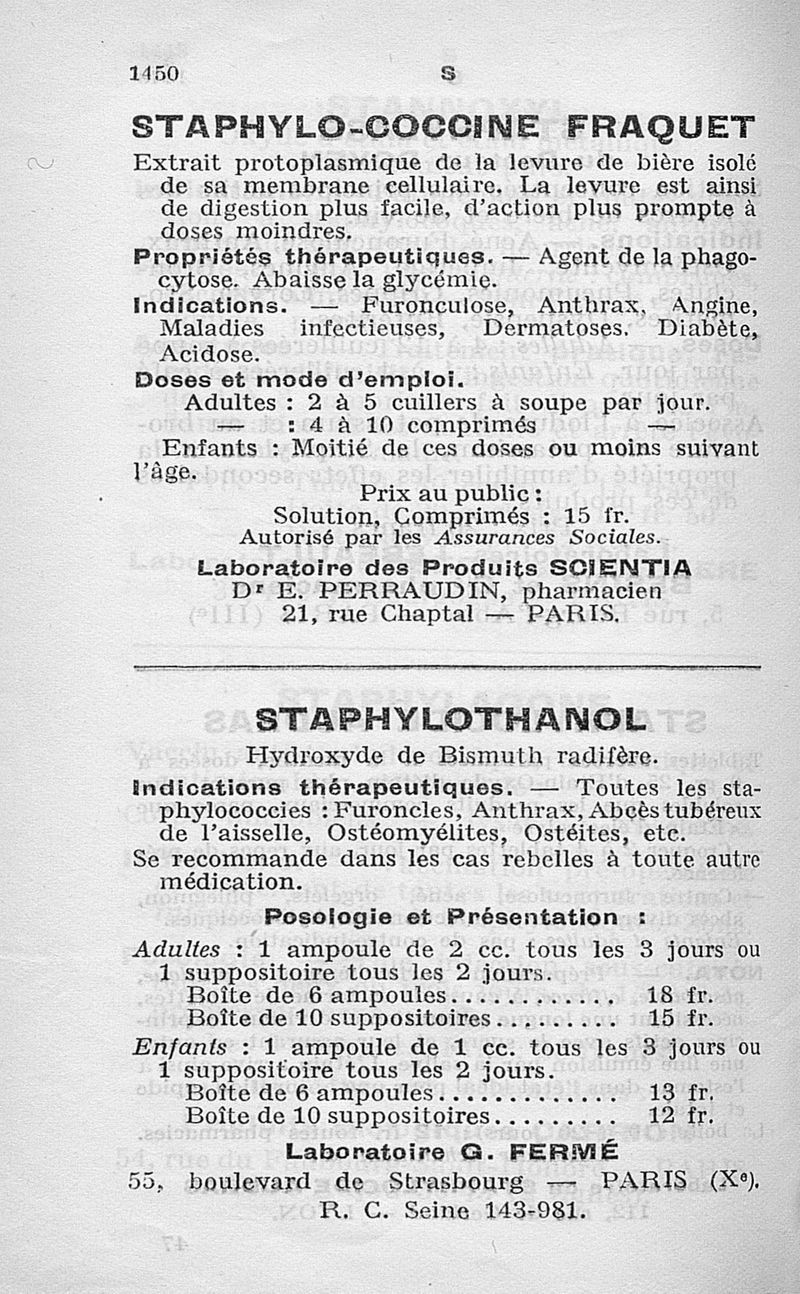 1450 S
STAPHYLO-COCCINE FRAQUET
Extrait protoplasmique de la levure de bière isolé
de sa membrane cellulaire. La levure est ainsi
de digestion plus facile, d'action plus prompte à
doses moindres.
Propriétés thérapeutiques. — Agent de la phago-
cytose. Abaisse la glycémie.
Indications. — Furonculose, Anthrax, Angine,
Maladies infectieuses, Dermatoses. Diabète,
Acidose.
Doses et mode d'emploi.
Adultes : 2 à 5 cuillers à soupe par jour.
— : 4 à 10 comprimés —
Enfants : Moitié de ces doses ou moins suivant
l'âge.
Prix au public :
Solution, Comprimés : 15 fr.
Autorisé par les Assurances Sociales.
Laboratoire des Produits SCIENTIA
Dr E. PERRAUDIN, pharmacien
21, rue Chaptal — PARIS.
STAPHYLOTHANOL
Hydroxyde de Bismuth radifère.
Indications thérapeutiques. — Toutes les sta-
phylococcies : Furoncles, Anthrax, Abcès tubéreux
de l'aisselle, Ostéomyélites, Ostéites, etc.
Se recommande dans les cas rebelles à toute autre
médication.
Posologie et Présentation :
Adultes : 1 ampoule de 2 cc. tous les 3 jours ou
1 suppositoire tous les 2 jours.
Boîte de 6 ampoules............. 18 fr.
Boîte de 10 suppositoires......... 15 fr.
Enfants : 1 ampoule de 1 cc. tous les 3 jours ou
1 suppositoire tous les 2 jours.
Boîte de 6 ampoules.............. 13 fr.
Boîte de 10 suppositoires......... 12 fr.
Laboratoire G. FERMÉ
55, boulevard de Strasbourg — PARIS (Xe).
R. C. Seine 143-981.